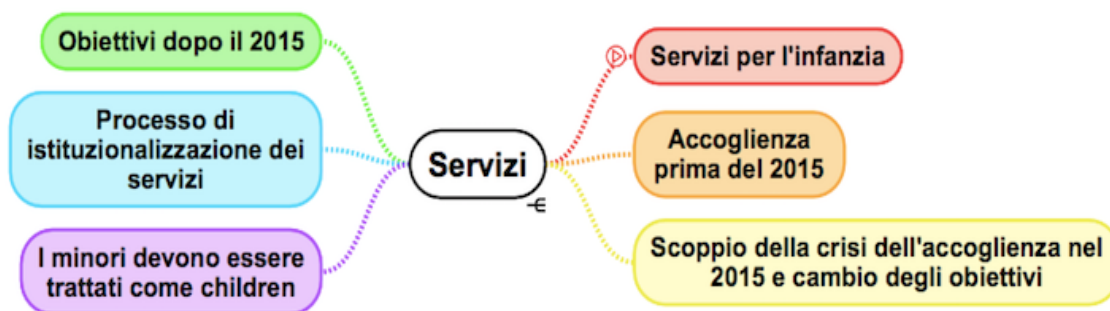 Obiettivi dopo il 2015
Processo di
istituzionalizzazione dei
servizi
I minori devono essere
trattati come children
Servizi
Servizi per l'infanzia
Accoglienza
prima del 2015
Scoppio della crisi dell'accoglienza nel
2015 e cambio degli obiettivi